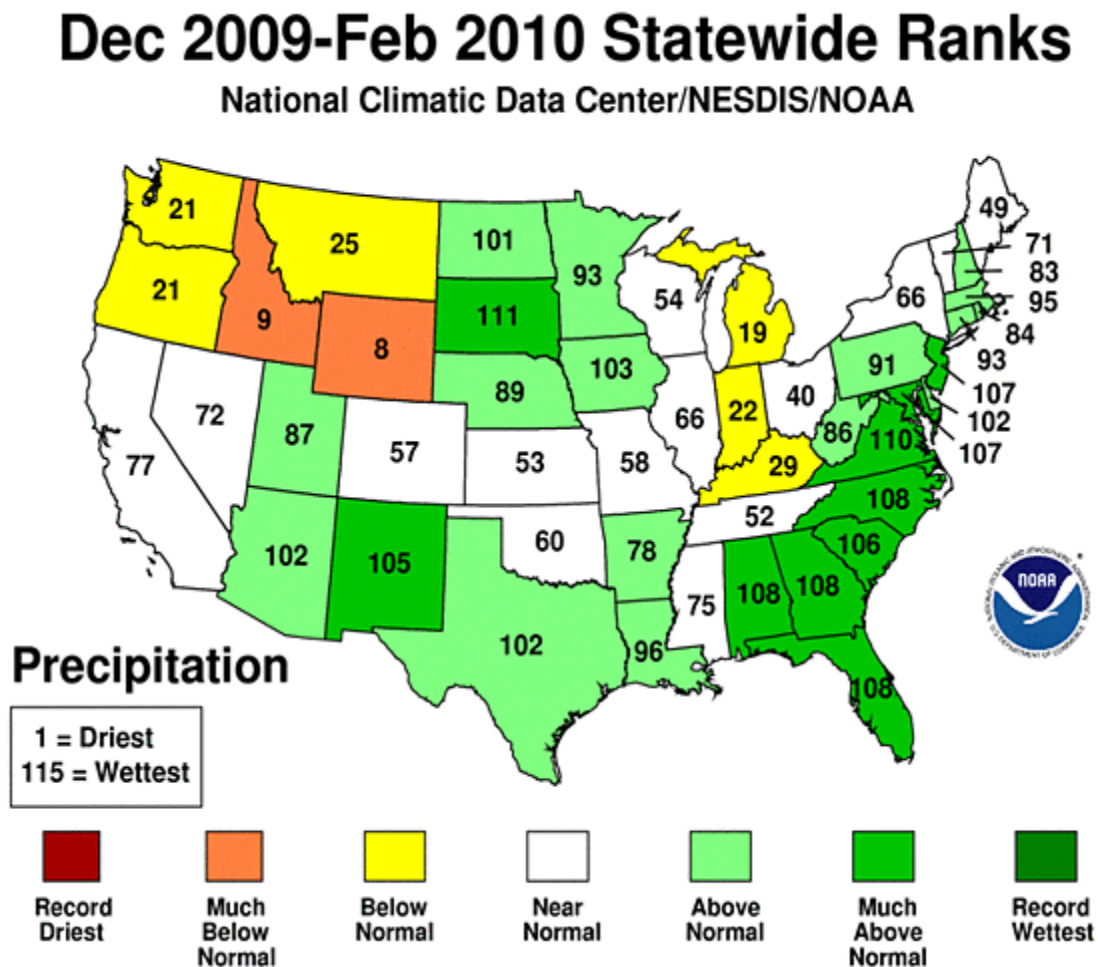 Dec 2009-Feb 2010 Statewide Ranks
National Climatic Data Center/NESDIS/NOAA
21
25
101
93
49
71
83
95
84
93
107
102
107
21
9
8
111
54
19
66
72
87
57
89
103
66
22
40
91
86
110
77
53
58
29
52
108
102
105
60
78
75
108
108
106
102
96
108
NOAA
Precipitation
1 = Driest
115 = Wettest
Record
Driest
Much
Below
Normal
Below
Normal
Near
Normal
Above
Normal
Much
Above
Normal
Record
Wettest